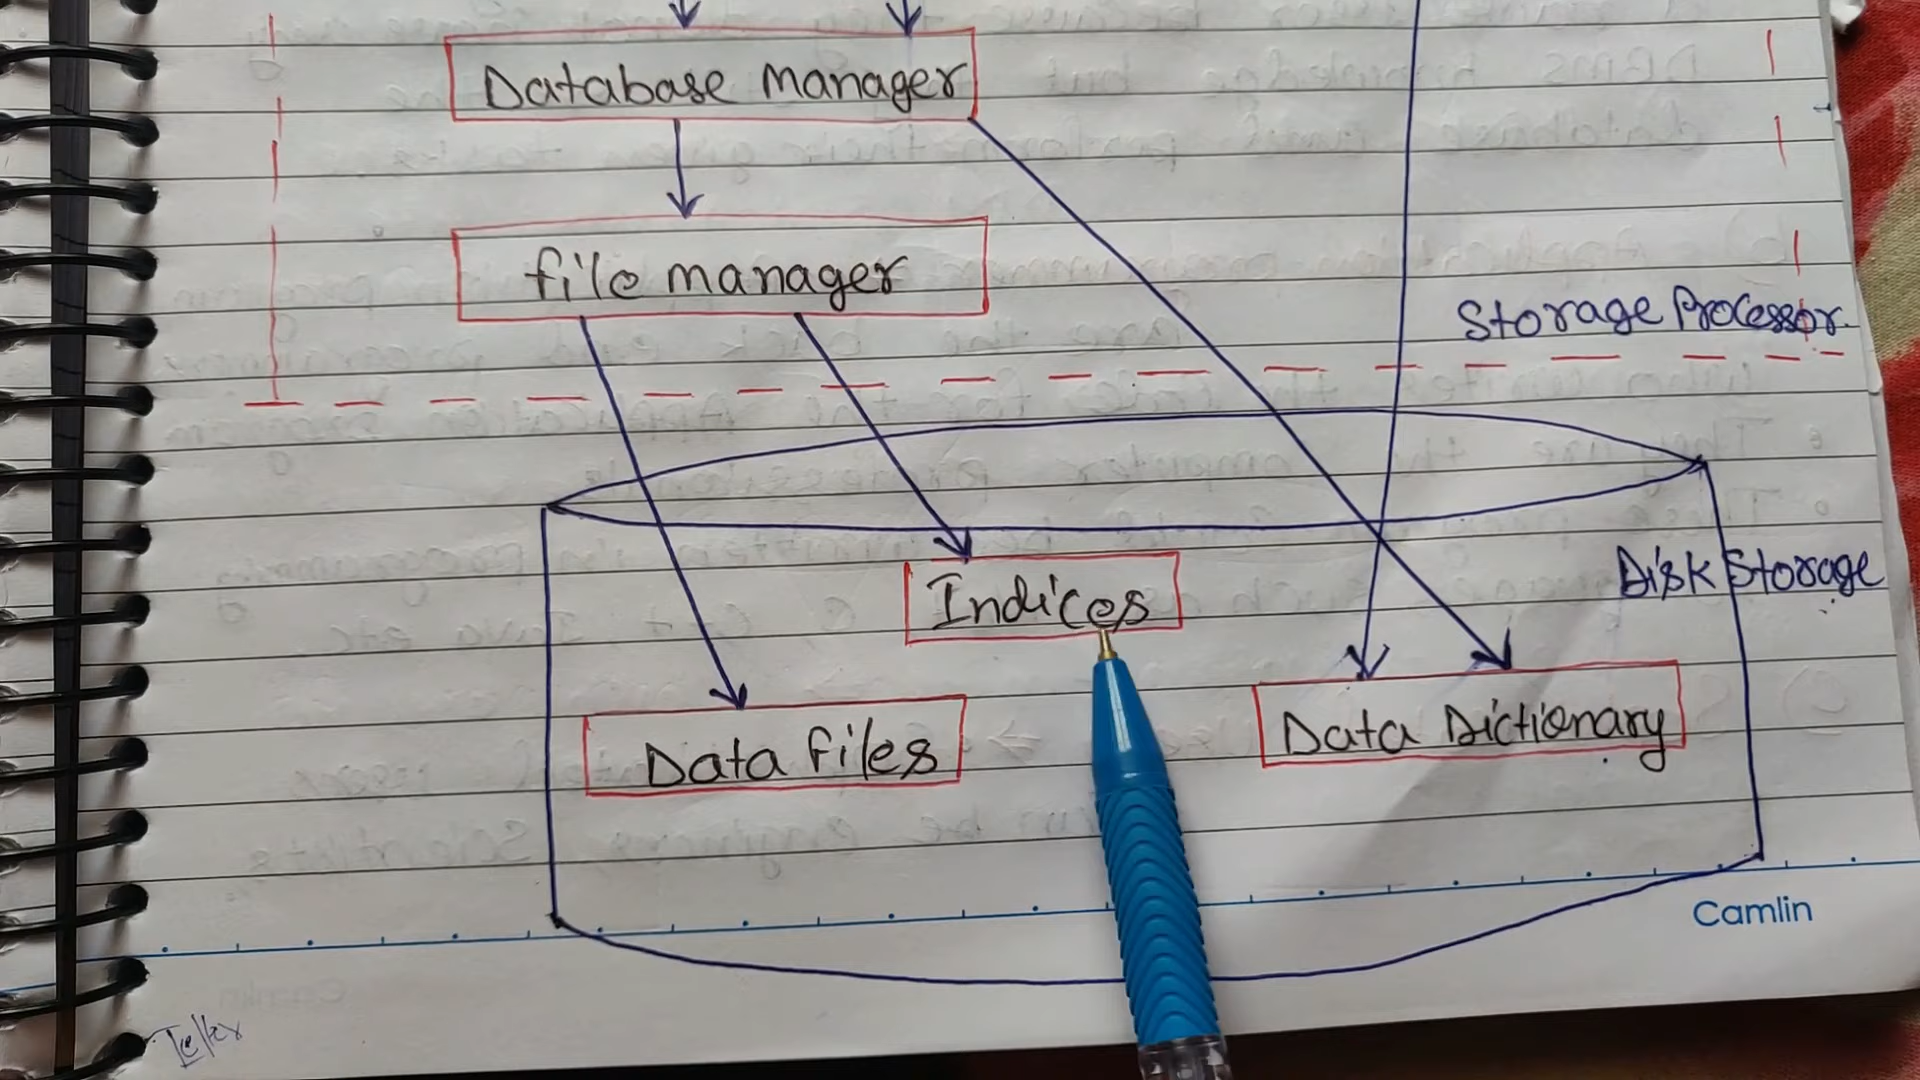 Database manager
file manager
Storage Processor.
Disk Storage
Indices
Data files
Data Dictionary
Camlin